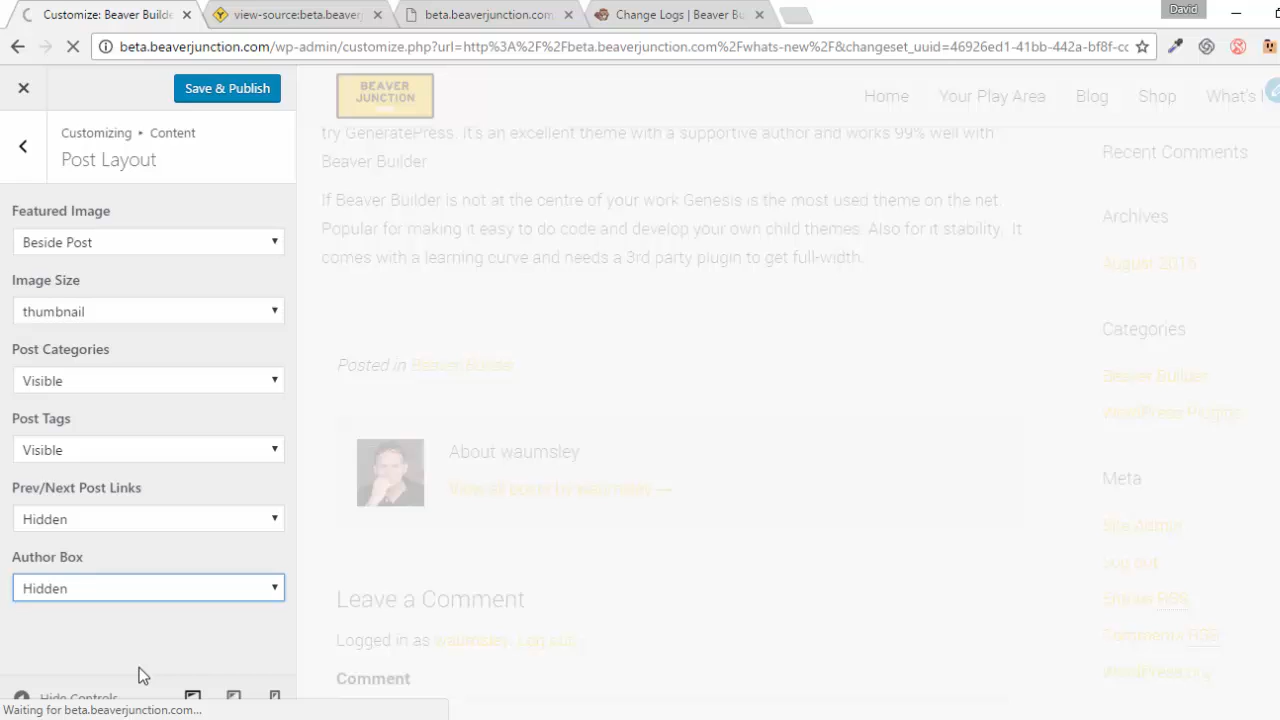 Customize: Beaver Builde
view-source:beta.beaver
beta.beaverjunction.com
Change Logs | Beaver Bu
David
beta.beaverjunction.com/wp-admin/customize.php?url=http%3A%2F%2Fbeta.beaverjunction.com%2Fwhats-new%2F&changeset_uuid=46926ed1-41bb-442a-bf8f-cc
Save & Publish
Customizing ▸ Content
Post Layout
Featured Image
Beside Post
Image Size
thumbnail
Post Categories
Visible
Post Tags
Visible
Prev/Next Post Links
Hidden
Author Box
Hidden
Hide Controls
Waiting for beta.beaverjunction.com...
BEAVER
JUNCTION
Home Your Play Area Blog Shop What's
try GeneratePress. It's an excellent theme with a supportive author and works 99% well with
Beaver Builder
If Beaver Builder is not at the centre of your work Genesis is the most used theme on the net.
Popular for making it easy to do code and develop your own child themes. Also for it stability. It
comes with a learning curve and needs a 3rd party plugin to get full-width.
Posted in Beaver Builder
About waumsley
View all posts by waumsley —
Leave a Comment
Logged in as waumsley. Log out.
Comment
Recent Comments
Archives
August 2016
Categories
Beaver Builder
WordPress Plugins
Meta
Site Admin
Log out
Entries RSS
Comments RSS
WordPress.org